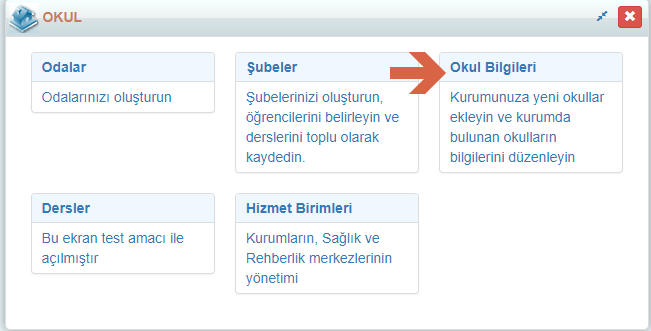 OKUL
Odalar
Odalarınızı oluşturun
Şubeler
Şubelerinizi oluşturun,
öğrencilerini belirleyin ve
derslerini toplu olarak
kaydedin.
Okul Bilgileri
Kurumunuza yeni okullar
ekleyin ve kurumda
bulunan okulların
bilgilerini düzenleyin
Dersler
Bu ekran test amacı ile
açılmıştır
Hizmet Birimleri
Kurumların, Sağlık ve
Rehberlik merkezlerinin
yönetimi